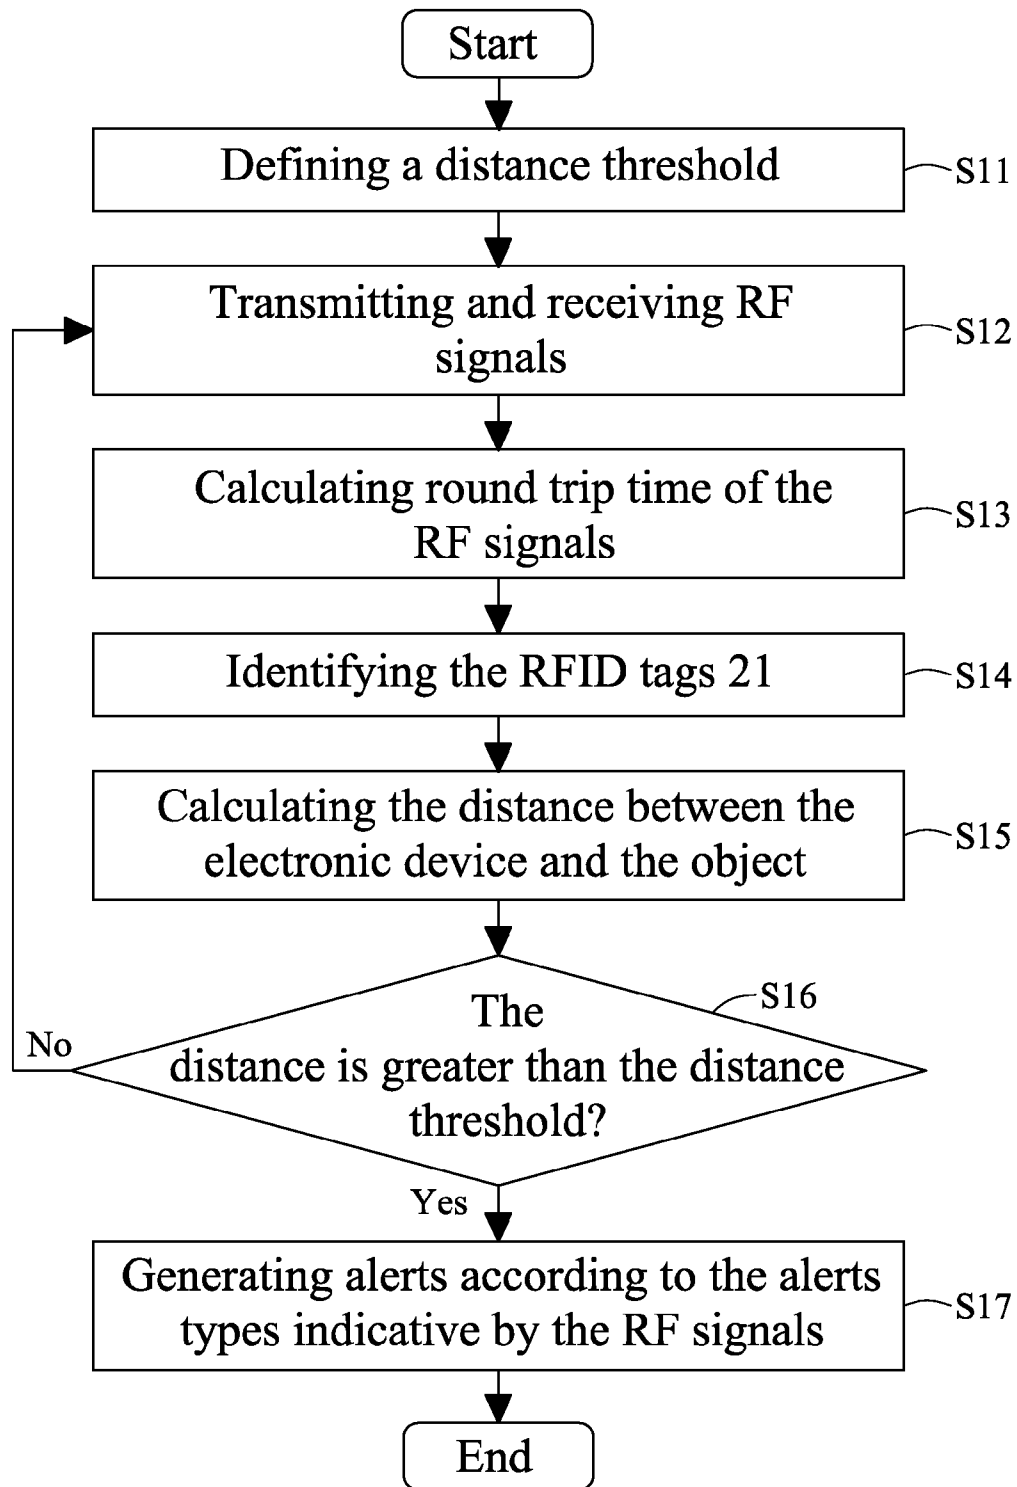 Start
Defining a distance threshold
S11
Transmitting and receiving RF
signals
S12
Calculating round trip time of the
RF signals
S13
Identifying the RFID tags 21
S14
Calculating the distance between the
electronic device and the object
S15
S16
The
distance is greater than the distance
threshold?
No
Yes
Generating alerts according to the alerts
types indicative by the RF signals
S17
End